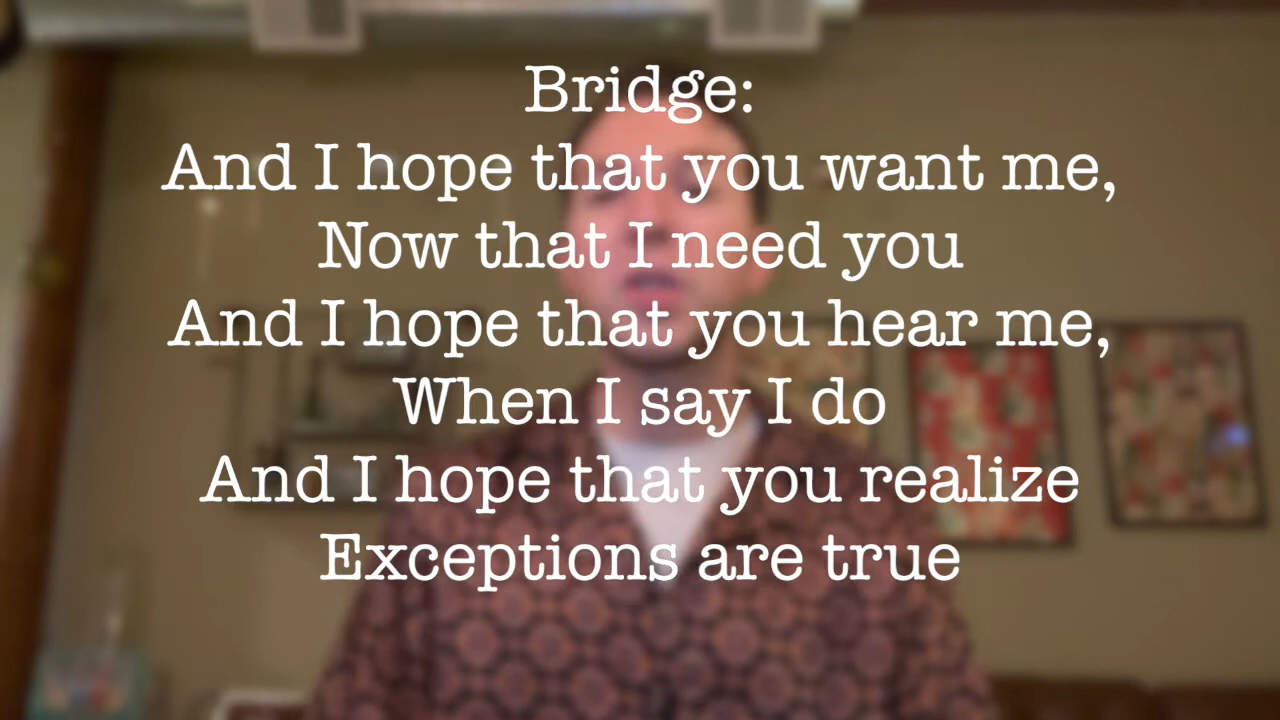 Bridge:
And I hope that you want me,
Now that I need you
And I hope that you hear me,
When I say I do
And I hope that you realize
Exceptions are true